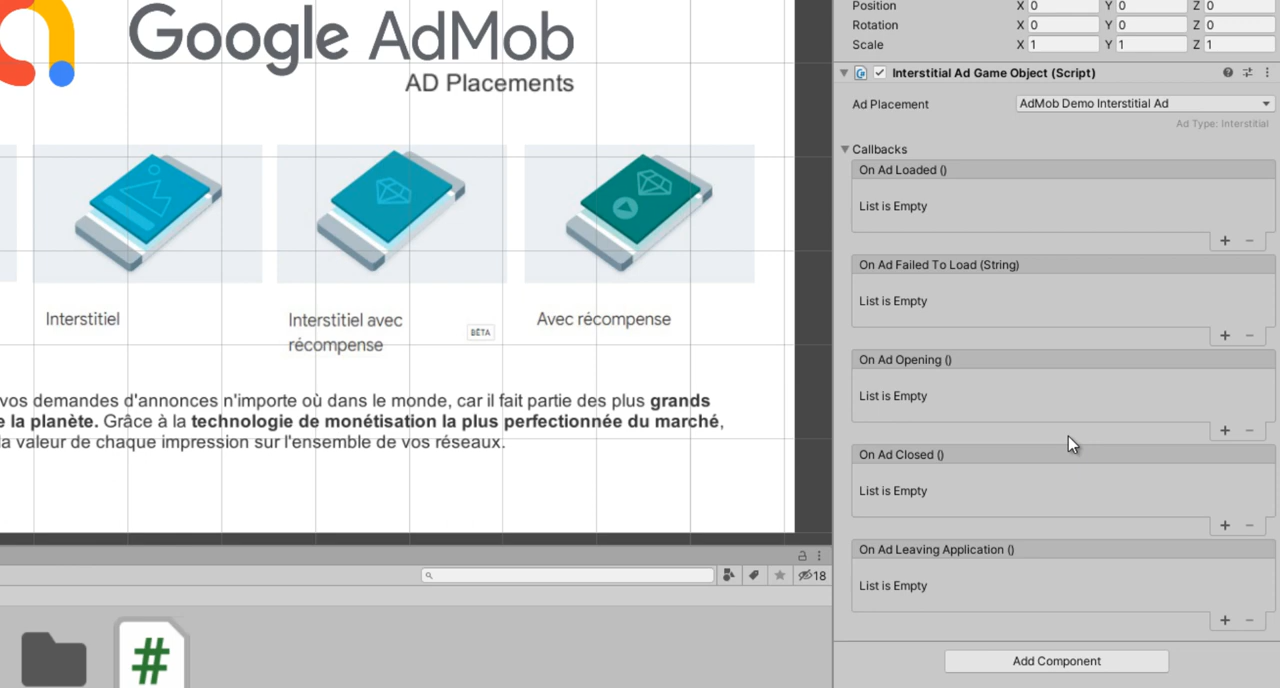 Google AdMob
AD Placements
Interstitiel
Interstitiel avec
récompense
BÊTA
Avec récompense
vos demandes d'annonces n'importe où dans le monde, car il fait partie des plus grands
e la planète. Grâce à la technologie de monétisation la plus perfectionnée du marché,
la valeur de chaque impression sur l'ensemble de vos réseaux.
18
#
Position X 0 Y 0 Z 0
Rotation X 0 Y 0 Z 0
Scale X 1 Y 1 Z 1
Interstitial Ad Game Object (Script)
Ad Placement AdMob Demo Interstitial Ad
Ad Type: Interstitial
Callbacks
On Ad Loaded ()
List is Empty
On Ad Failed To Load (String)
List is Empty
On Ad Opening ()
List is Empty
On Ad Closed ()
List is Empty
On Ad Leaving Application ()
List is Empty
Add Component